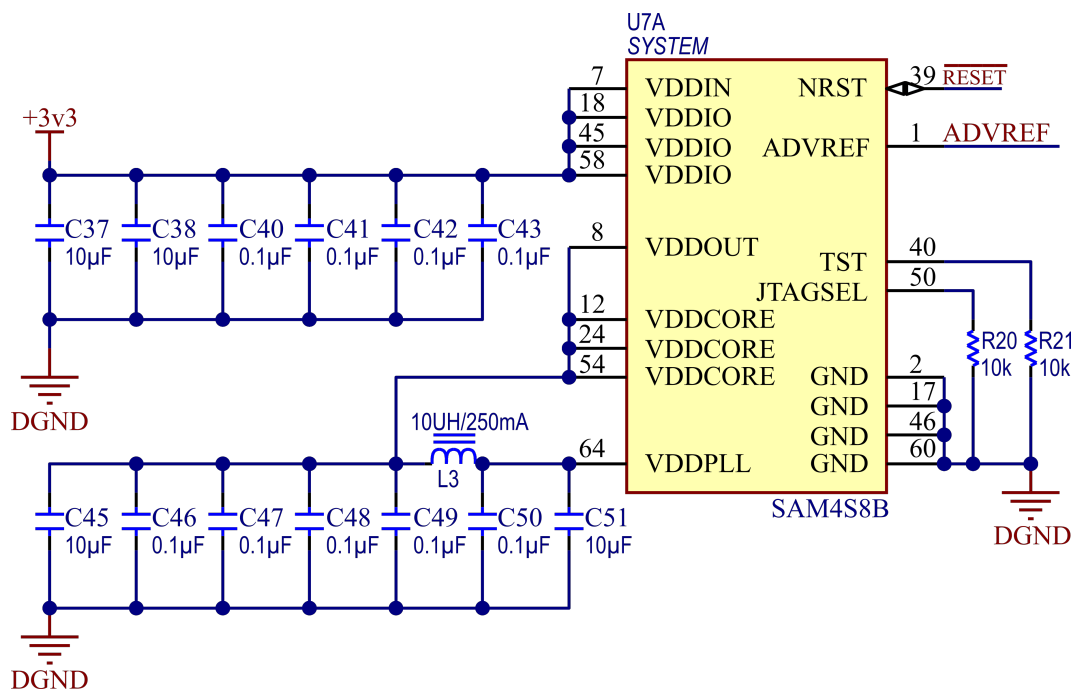 U7A
SYSTEM
+3v3
7 VDDIN NRST 39 RESET
18 VDDIO
45 VDDIO ADVREF 1 ADVREF
58 VDDIO
C37 C38 C40 C41 C42 C43
10µF 10µF 0.1µF 0.1µF 0.1µF 0.1µF
8 VDDOUT TST 40
JTAGSEL 50
12 VDDCORE
24 VDDCORE
54 VDDCORE
R20 R21
10k 10k
GND 2
GND 17
GND 46
GND 60
DGND
10UH/250mA
L3
64 VDDPLL
SAM4S8B
DGND
C45 C46 C47 C48 C49 C50 C51
10µF 0.1µF 0.1µF 0.1µF 0.1µF 0.1µF 10µF
DGND